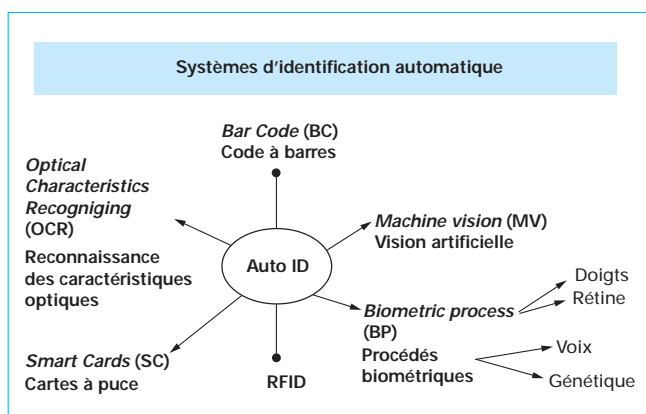 Systèmes d'identification automatique
Bar Code (BC)
Code à barres
Optical
Characteristics
Recogniging
(OCR)
Reconnaissance
des caractéristiques
optiques
Machine vision (MV)
Vision artificielle
Auto ID
Biometric process
(BP)
Procédés
biométriques
Doigts
Rétine
Voix
Génétique
Smart Cards (SC)
Cartes à puce
RFID